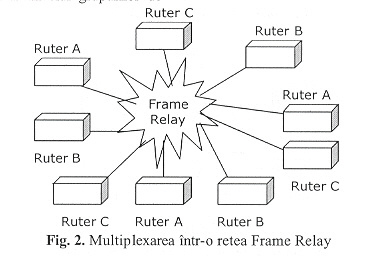 Ruter C
Ruter B
Ruter A
Ruter A
Frame
Relay
Ruter B
Ruter C
Ruter C
Ruter A
Ruter B
Fig. 2. Multiplexarea într-o retea Frame Relay